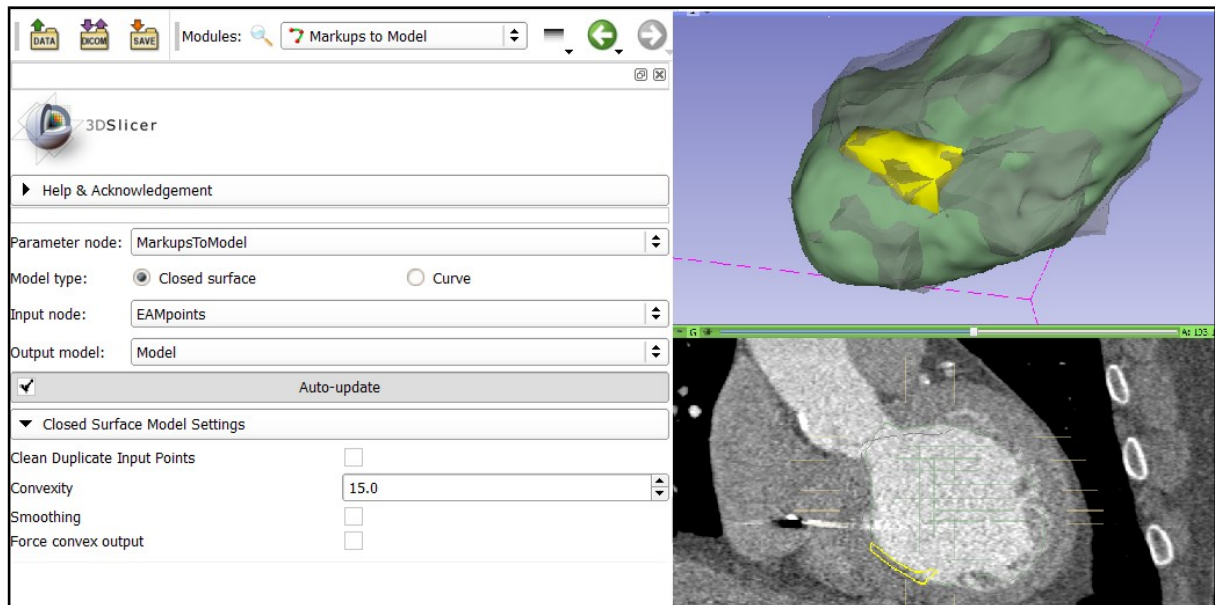 DATA
DICOM
SAVE
Modules:
Markups to Model
3DSlicer
Help & Acknowledgement
Parameter node:
MarkupsToModel
Model type:
Closed surface
Curve
Input node:
EAMpoints
Output model:
Model
Auto-update
Closed Surface Model Settings
Clean Duplicate Input Points
Convexity
15.0
Smoothing
Force convex output
G